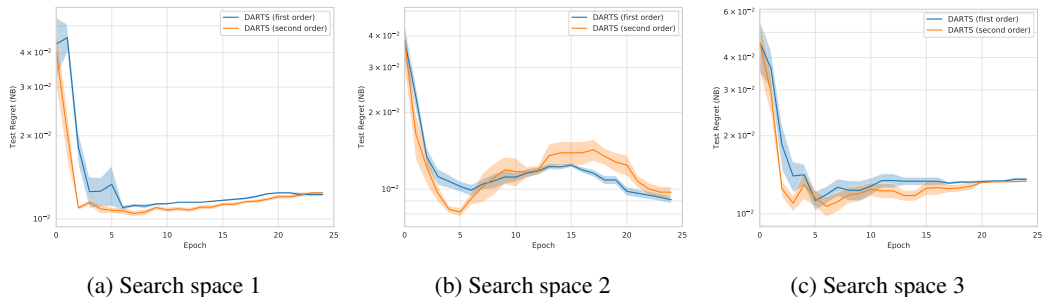 DARTS (first order)
DARTS (second order)
4 × 10⁻²
2 × 10⁻²
10⁻²
Test Regret (NB)
0 5 10 15 20 25
Epoch
(a) Search space 1
DARTS (first order)
DARTS (second order)
4 × 10⁻²
3 × 10⁻²
2 × 10⁻²
10⁻²
Test Regret (NB)
0 5 10 15 20 25
Epoch
(b) Search space 2
DARTS (first order)
DARTS (second order)
6 × 10⁻²
4 × 10⁻²
3 × 10⁻²
2 × 10⁻²
10⁻²
Test Regret (NB)
0 5 10 15 20 25
Epoch
(c) Search space 3